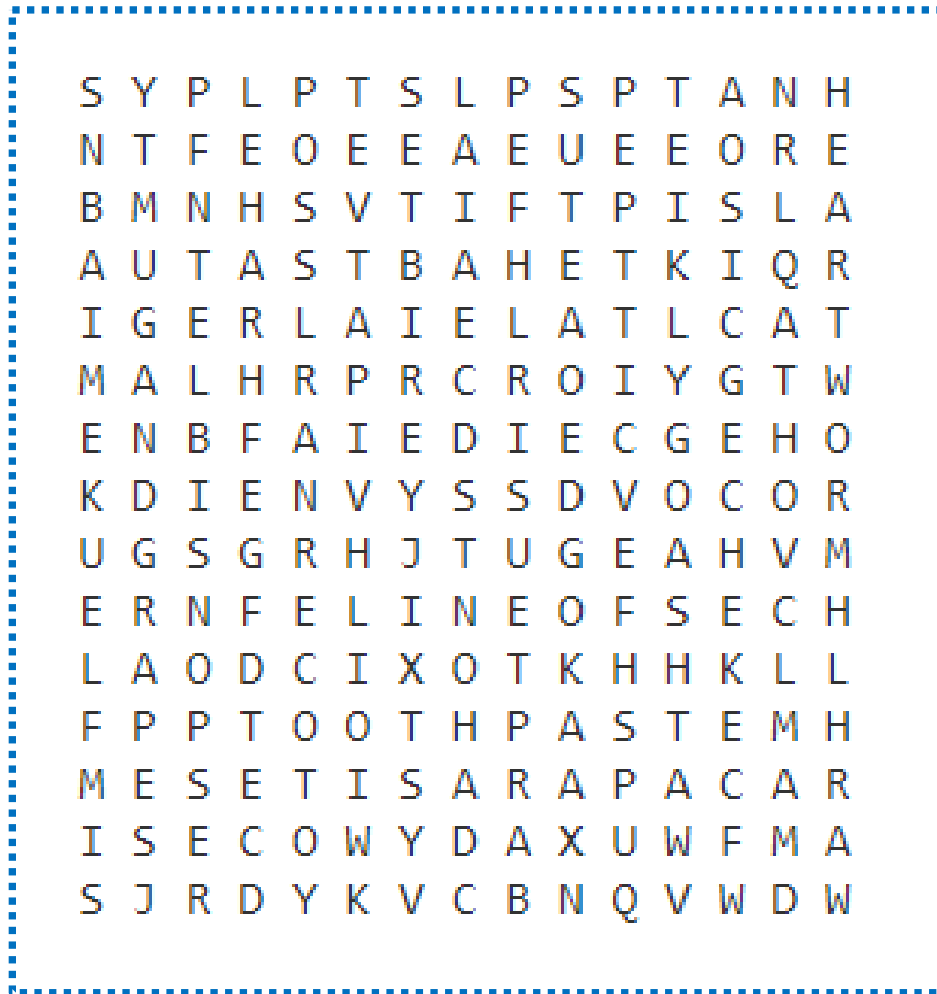 S Y P L P T S L P S P T A N H
N T F E O E E A E U E E O R E
B M N H S V T I F T P I S L A
A U T A S T B A H E T K I Q R
I G E R L A I E L A T L C A T
M A L H R P R C R O I Y G T W
E N B F A I E D I E C G E H O
K D I E N V Y S S D V O C O R
U G S G R H J T U G E A H V M
E R N F E L I N E O F S E C H
L A O D C I X O T K H H K L L
F P P T O O T H P A S T E M H
M E S E T I S A R A P A C A R
I S E C O W Y D A X U W F M A
S J R D Y K V C B N Q V W D W